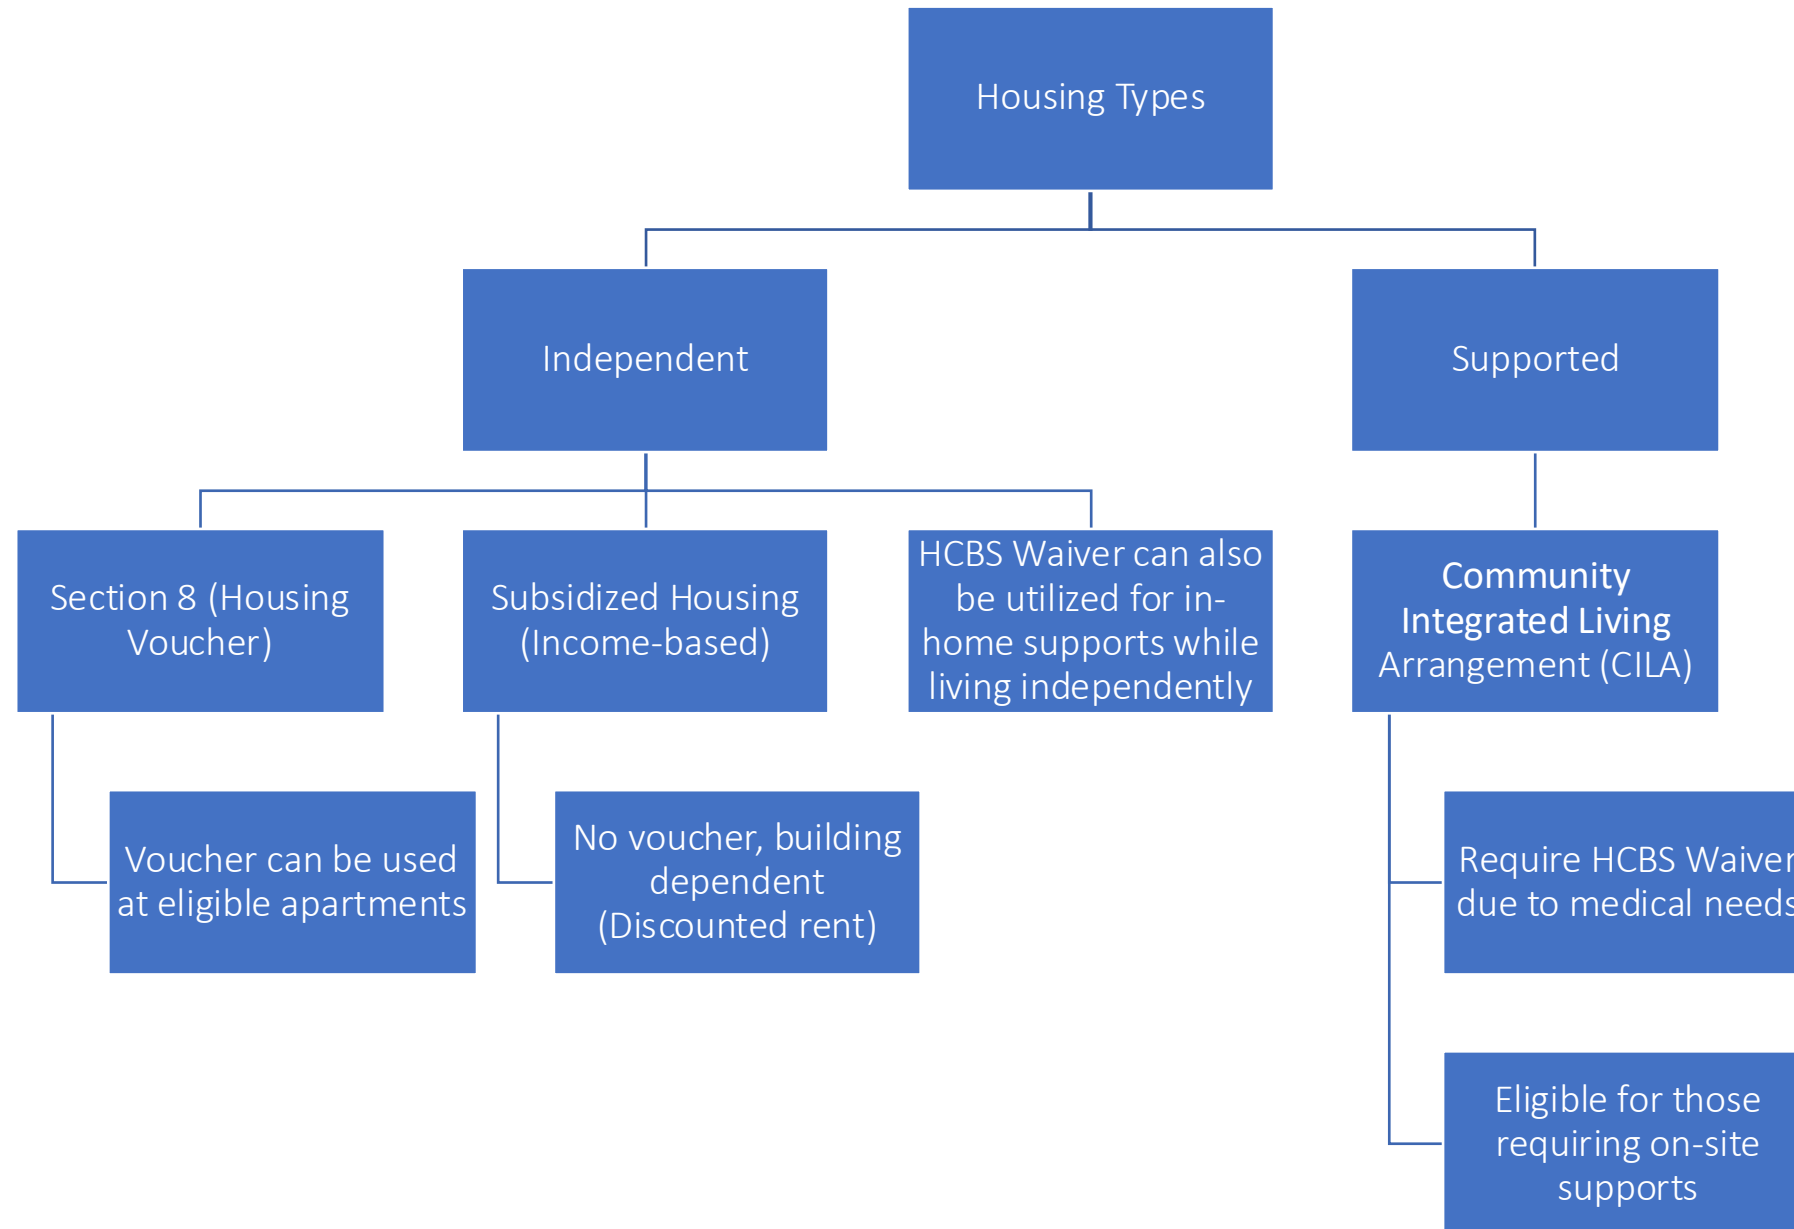 Housing Types
Independent
Supported
Section 8 (Housing
Voucher)
Subsidized Housing
(Income-based)
HCBS Waiver can also
be utilized for in-
home supports while
living independently
Community
Integrated Living
Arrangement (CILA)
Voucher can be used
at eligible apartments
No voucher, building
dependent
(Discounted rent)
Require HCBS Waiver
due to medical needs
Eligible for those
requiring on-site
supports